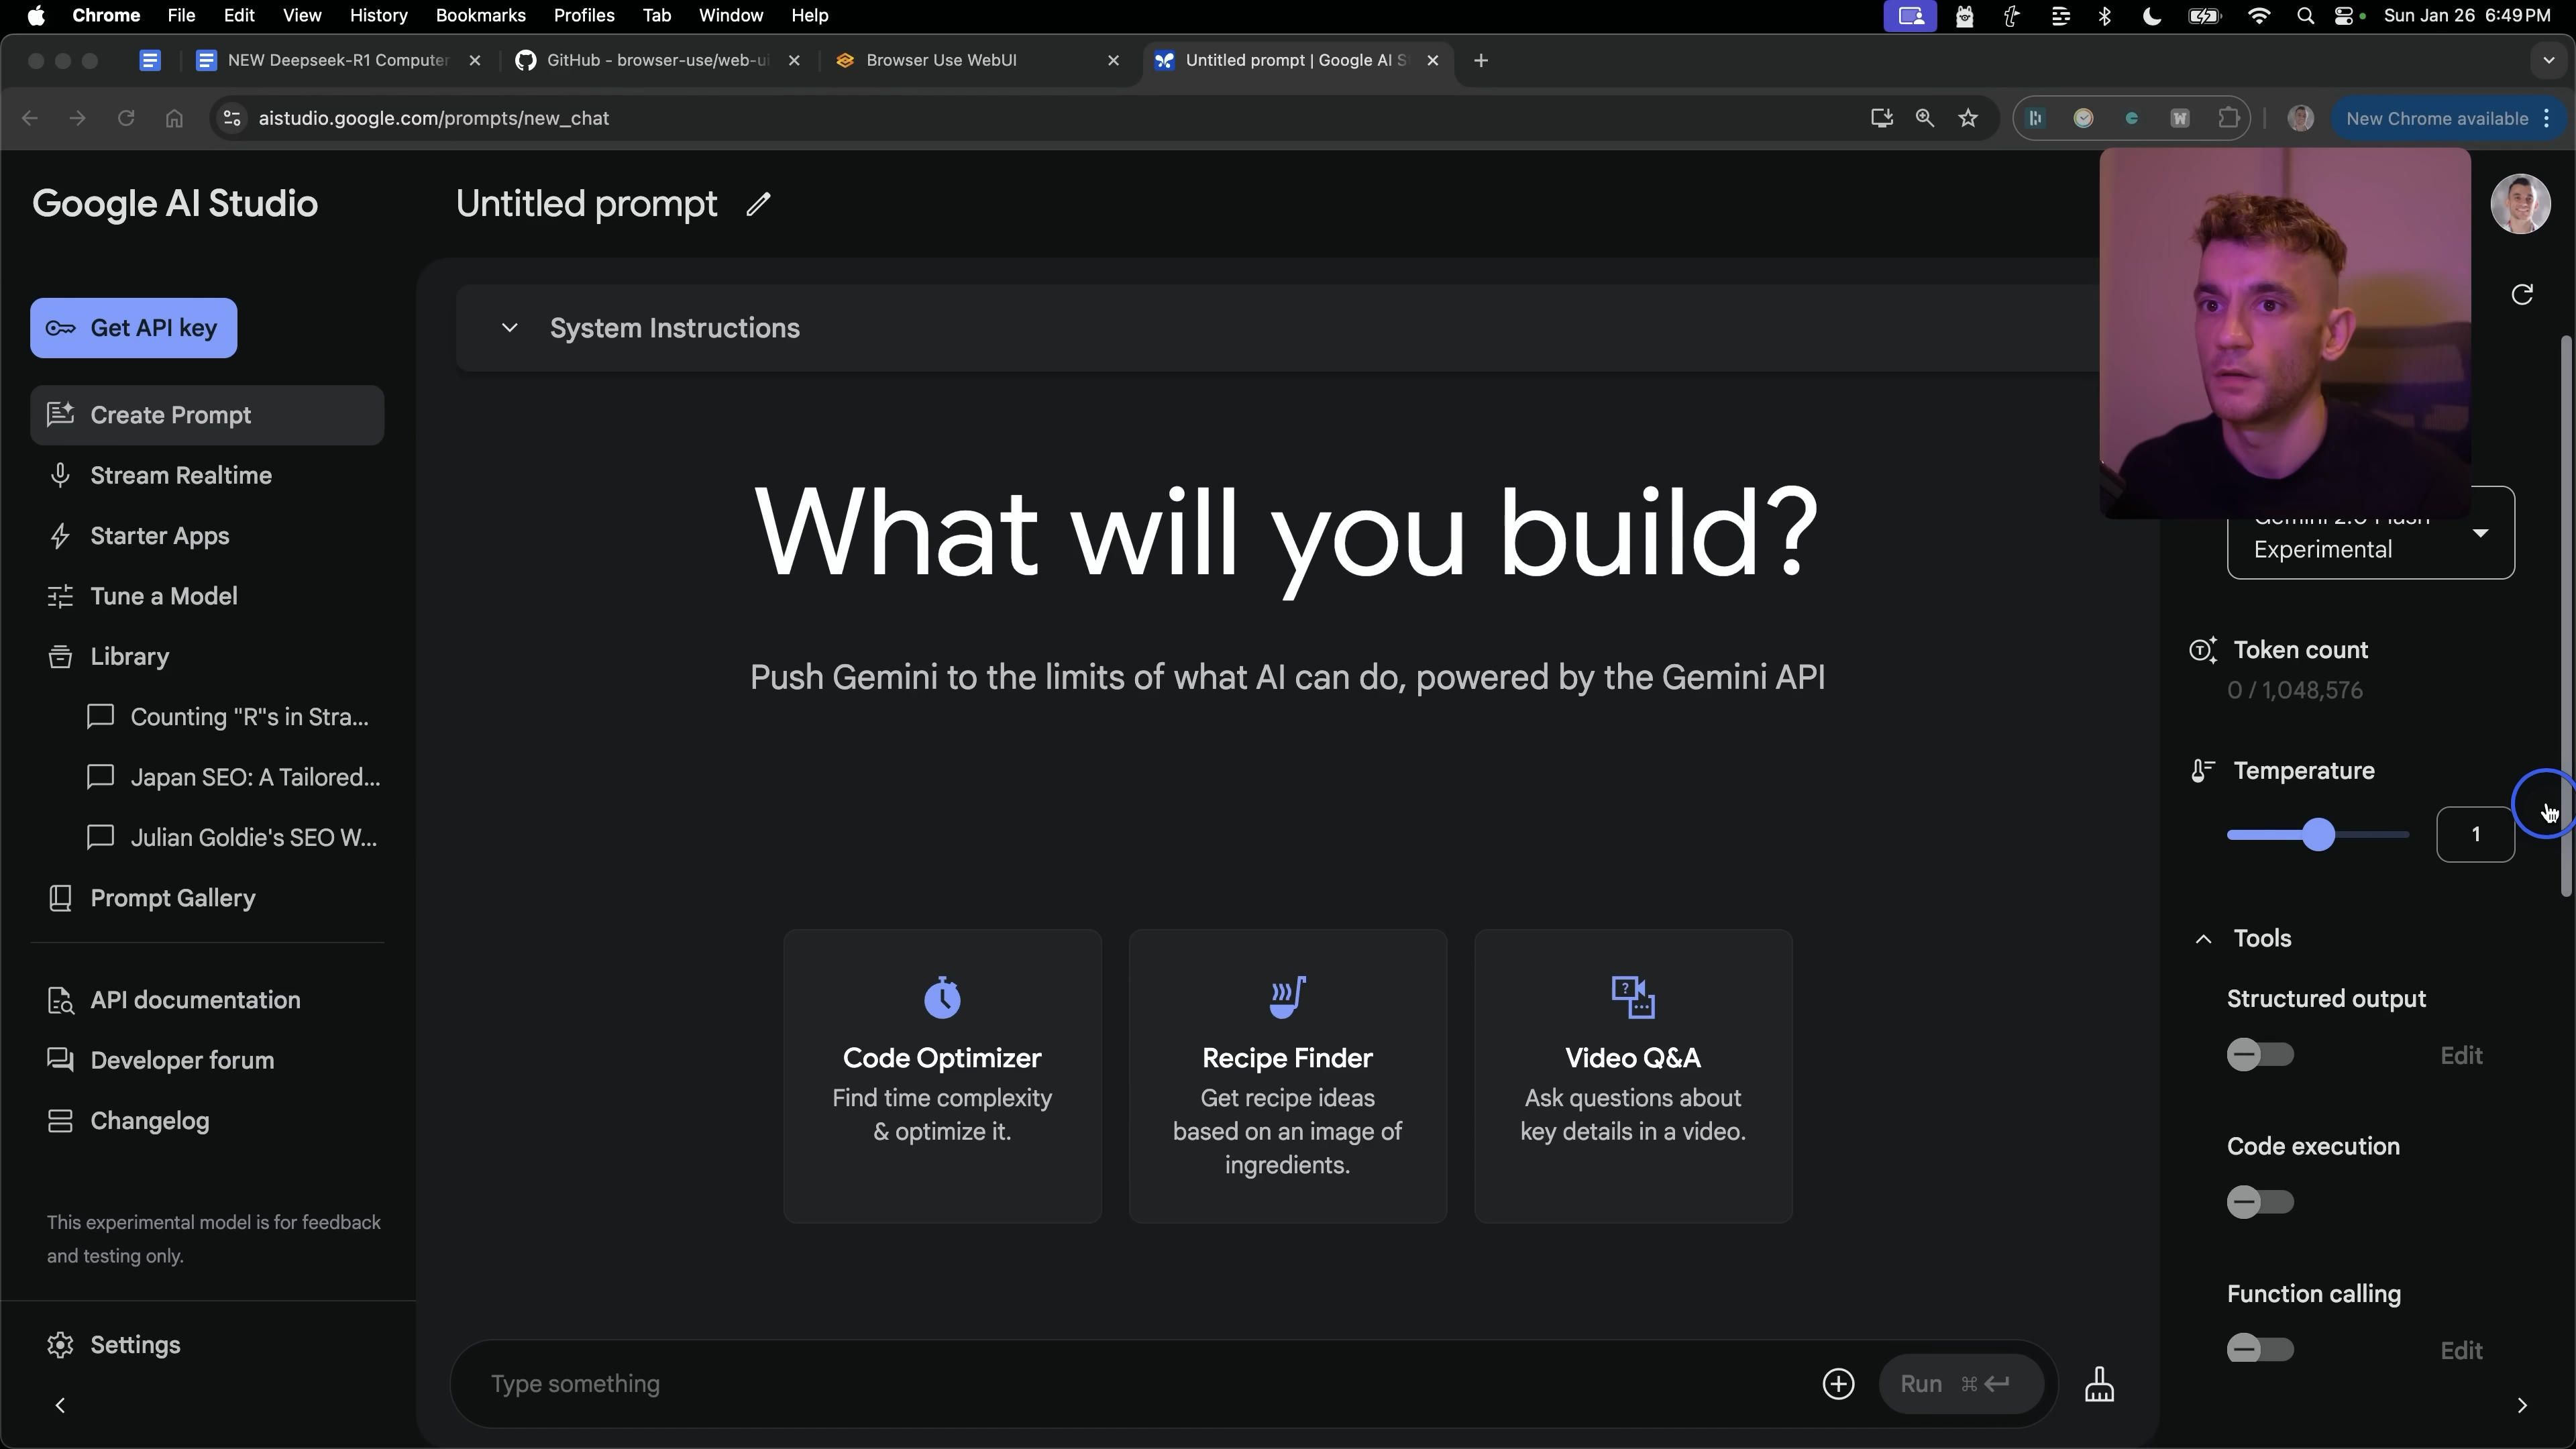 Chrome File Edit View History Bookmarks Profiles Tab Window Help
Sun Jan 26 6:49 PM
NEW Deepseek-R1 Computer
GitHub - browser-use/web-ui
Browser Use WebUI
Untitled prompt | Google AI S
aistudio.google.com/prompts/new_chat
New Chrome available
Google AI Studio
Untitled prompt
Get API key
System Instructions
Create Prompt
Stream Realtime
Starter Apps
Tune a Model
Library
Counting "R"s in Stra...
Japan SEO: A Tailored...
Julian Goldie's SEO W...
Prompt Gallery
API documentation
Developer forum
Changelog
This experimental model is for feedback
and testing only.
Settings
What will you build?
Push Gemini to the limits of what AI can do, powered by the Gemini API
Code Optimizer
Find time complexity
& optimize it.
Recipe Finder
Get recipe ideas
based on an image of
ingredients.
Video Q&A
Ask questions about
key details in a video.
Type something
Run ⌘
Experimental
Token count
0 / 1,048,576
Temperature
1
Tools
Structured output
Edit
Code execution
Function calling
Edit